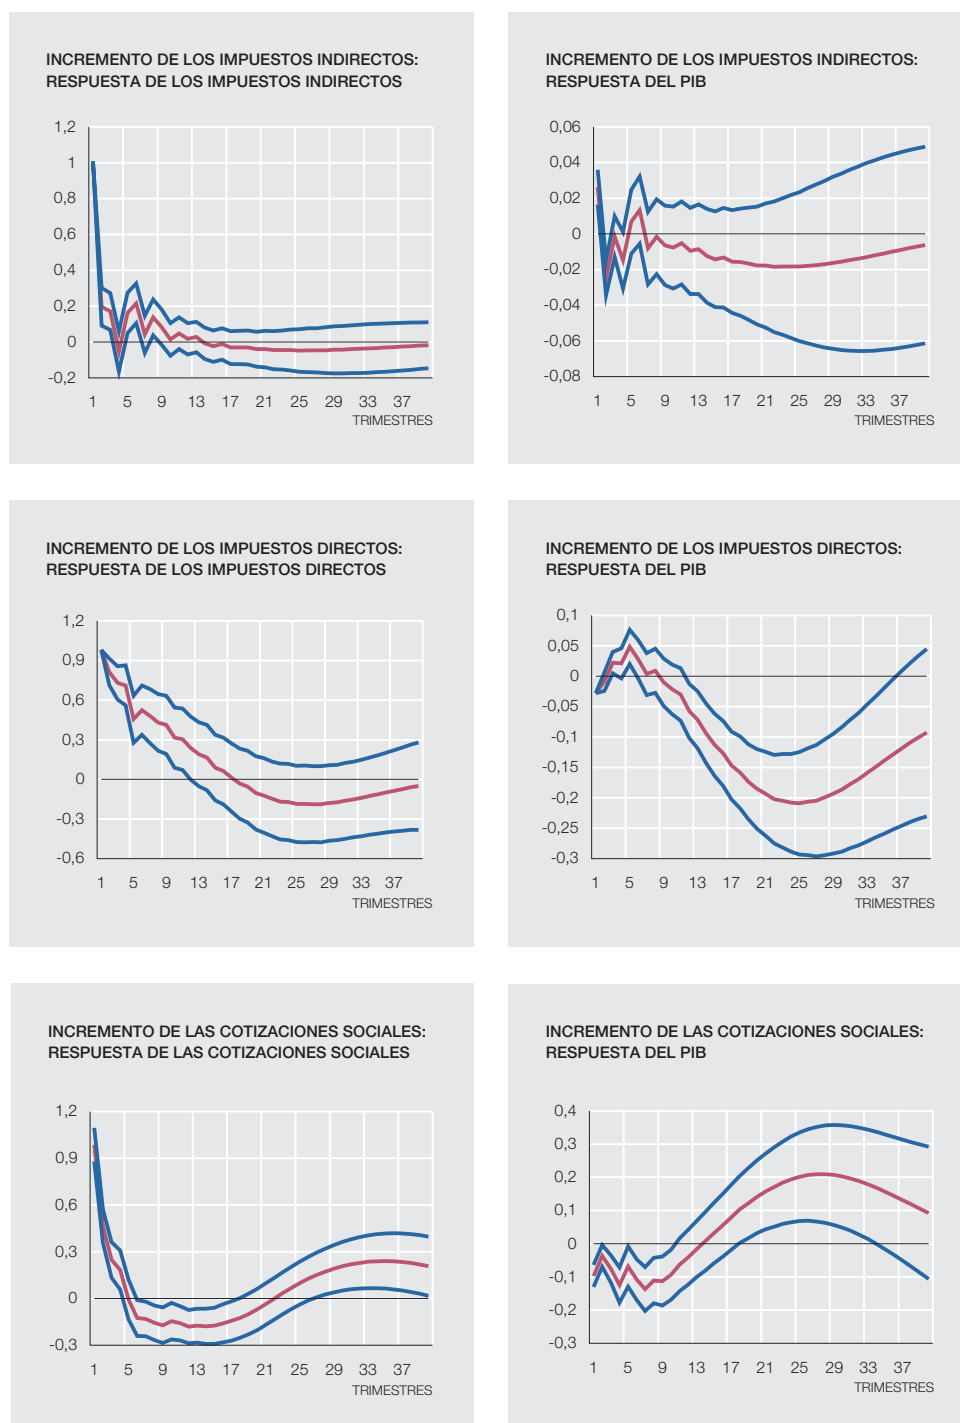 INCREMENTO DE LOS IMPUESTOS INDIRECTOS:
RESPUESTA DE LOS IMPUESTOS INDIRECTOS
1,2
1
0,8
0,6
0,4
0,2
0
-0,2
1 5 9 13 17 21 25 29 33 37
TRIMESTRES
INCREMENTO DE LOS IMPUESTOS INDIRECTOS:
RESPUESTA DEL PIB
0,06
0,04
0,02
0
-0,02
-0,04
-0,06
-0,08
1 5 9 13 17 21 25 29 33 37
TRIMESTRES
INCREMENTO DE LOS IMPUESTOS DIRECTOS:
RESPUESTA DE LOS IMPUESTOS DIRECTOS
1,2
0,9
0,6
0,3
0
-0,3
-0,6
1 5 9 13 17 21 25 29 33 37
TRIMESTRES
INCREMENTO DE LOS IMPUESTOS DIRECTOS:
RESPUESTA DEL PIB
0,1
0,05
0
-0,05
-0,1
-0,15
-0,2
-0,25
-0,3
1 5 9 13 17 21 25 29 33 37
TRIMESTRES
INCREMENTO DE LAS COTIZACIONES SOCIALES:
RESPUESTA DE LAS COTIZACIONES SOCIALES
1,2
0,9
0,6
0,3
0
-0,3
1 5 9 13 17 21 25 29 33 37
TRIMESTRES
INCREMENTO DE LAS COTIZACIONES SOCIALES:
RESPUESTA DEL PIB
0,4
0,3
0,2
0,1
0
-0,1
-0,2
-0,3
1 5 9 13 17 21 25 29 33 37
TRIMESTRES